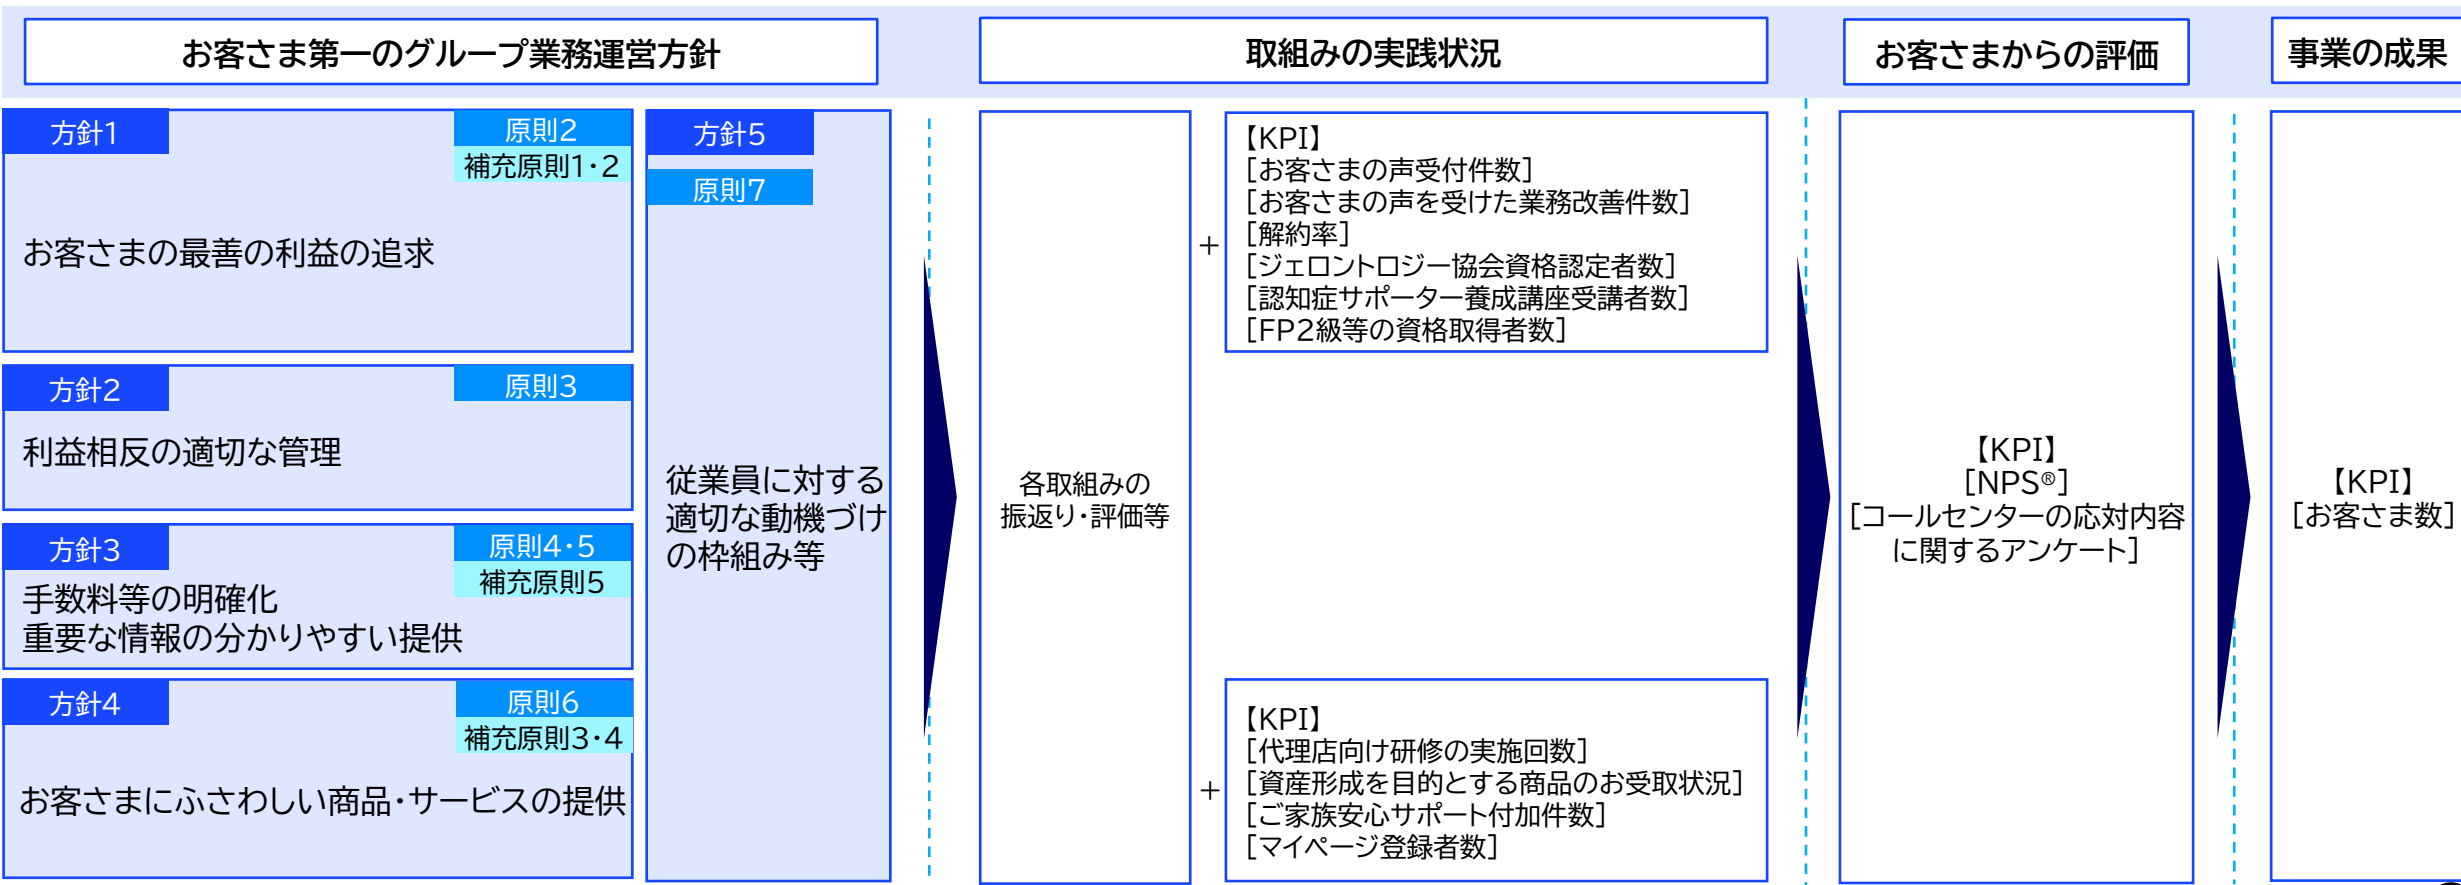 お客さま第一のグループ業務運営方針
取組みの実践状況
お客さまからの評価
事業の成果
方針1
原則2
補充原則1・2
お客さまの最善の利益の追求
方針2
原則3
利益相反の適切な管理
方針3
原則4・5
補充原則5
手数料等の明確化
重要な情報の分かりやすい提供
方針4
原則6
補充原則3・4
お客さまにふさわしい商品・サービスの提供
方針5
原則7
従業員に対する
適切な動機づけ
の枠組み等
各取組みの
振返り・評価等
+
【KPI】
[お客さまの声受付件数]
[お客さまの声を受けた業務改善件数]
[解約率]
[ジェロントロジー協会資格認定者数]
[認知症サポーター養成講座受講者数]
[FP2級等の資格取得者数]
+
【KPI】
[代理店向け研修の実施回数]
[資産形成を目的とする商品のお受取状況]
[ご家族安心サポート付加件数]
[マイページ登録者数]
【KPI】
[NPS®]
[コールセンターの応対内容
に関するアンケート]
【KPI】
[お客さま数]